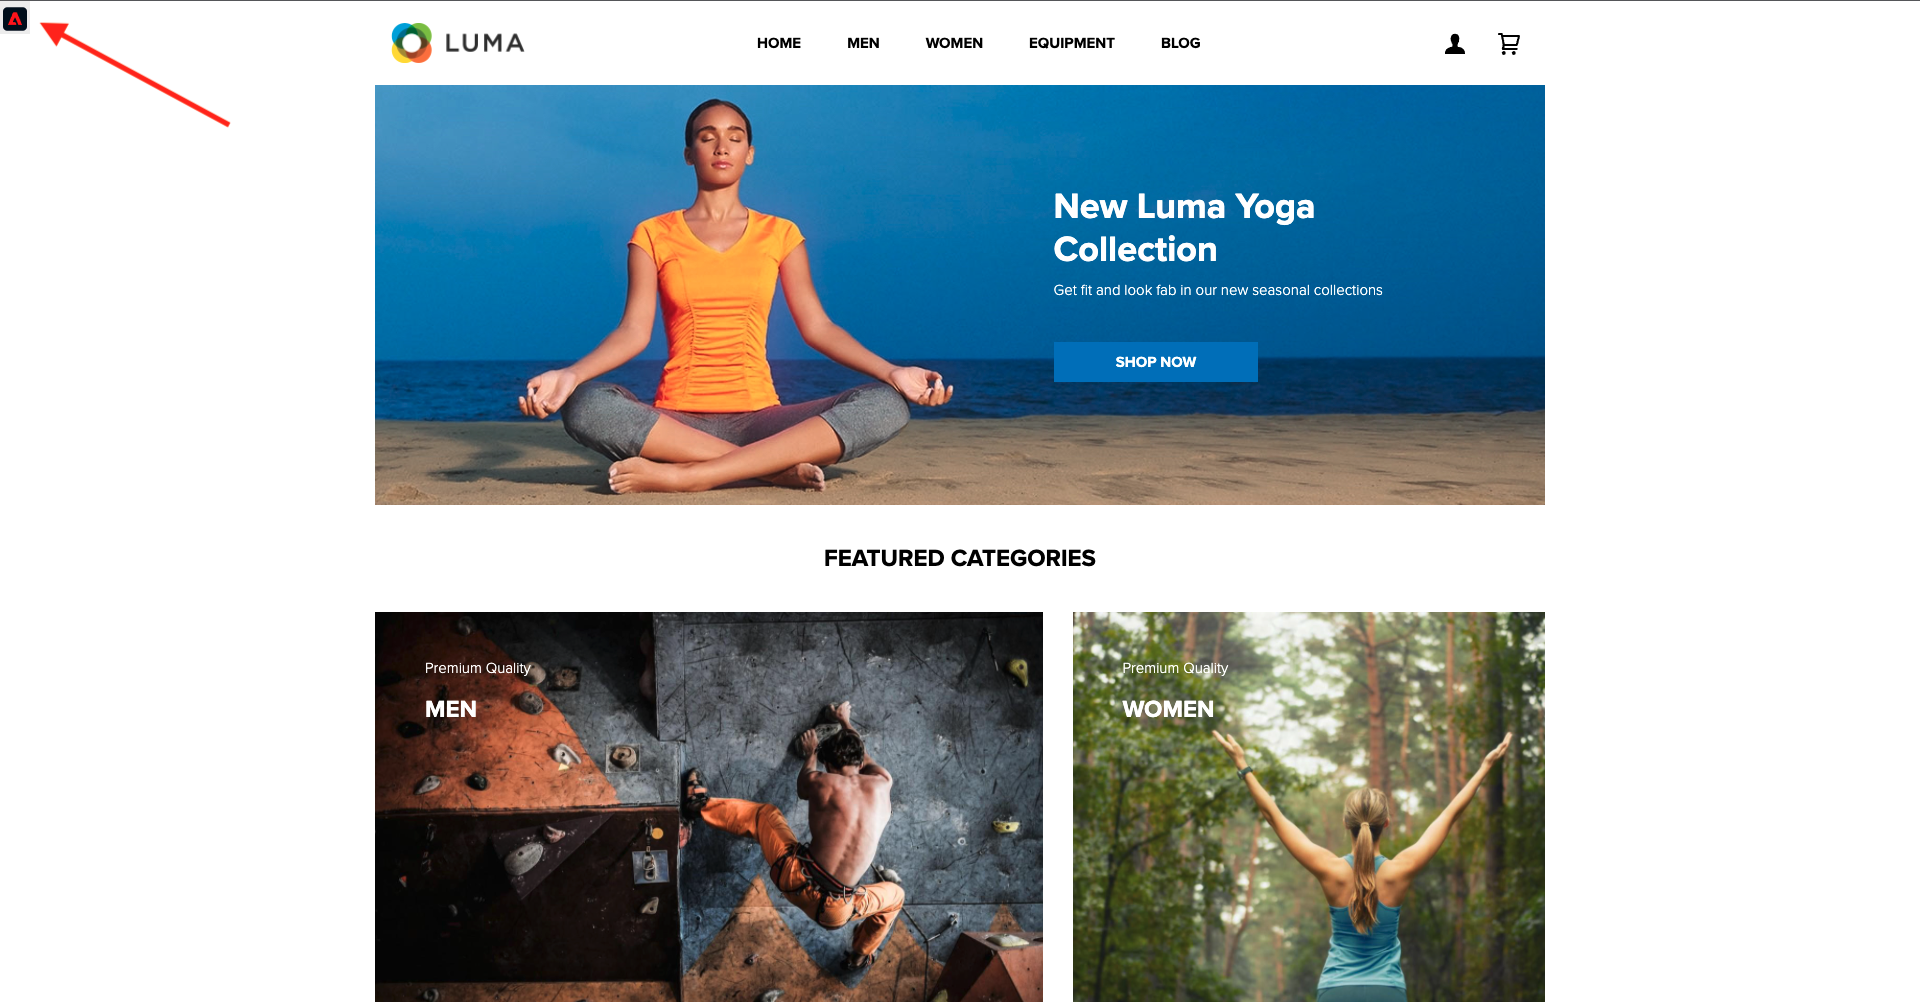 LUMA
HOME MEN WOMEN EQUIPMENT BLOG
New Luma Yoga
Collection
Get fit and look fab in our new seasonal collections
SHOP NOW
FEATURED CATEGORIES
Premium Quality
MEN
Premium Quality
WOMEN